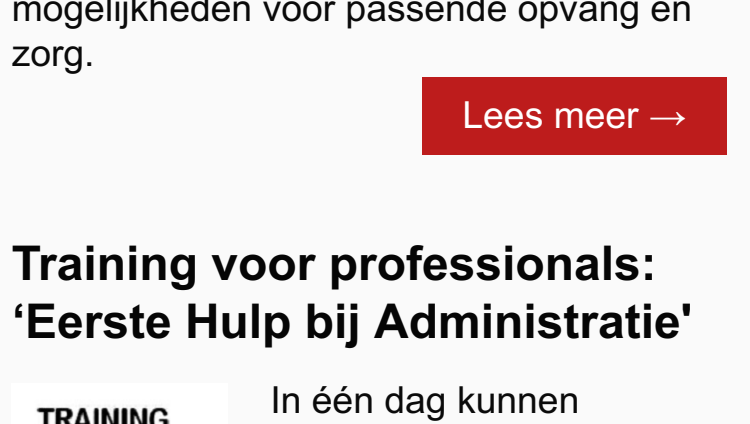 mogelijkheden voor passende opvang en
zorg.
Lees meer →
Training voor professionals:
‘Eerste Hulp bij Administratie'
In één dag kunnen
TRAINING